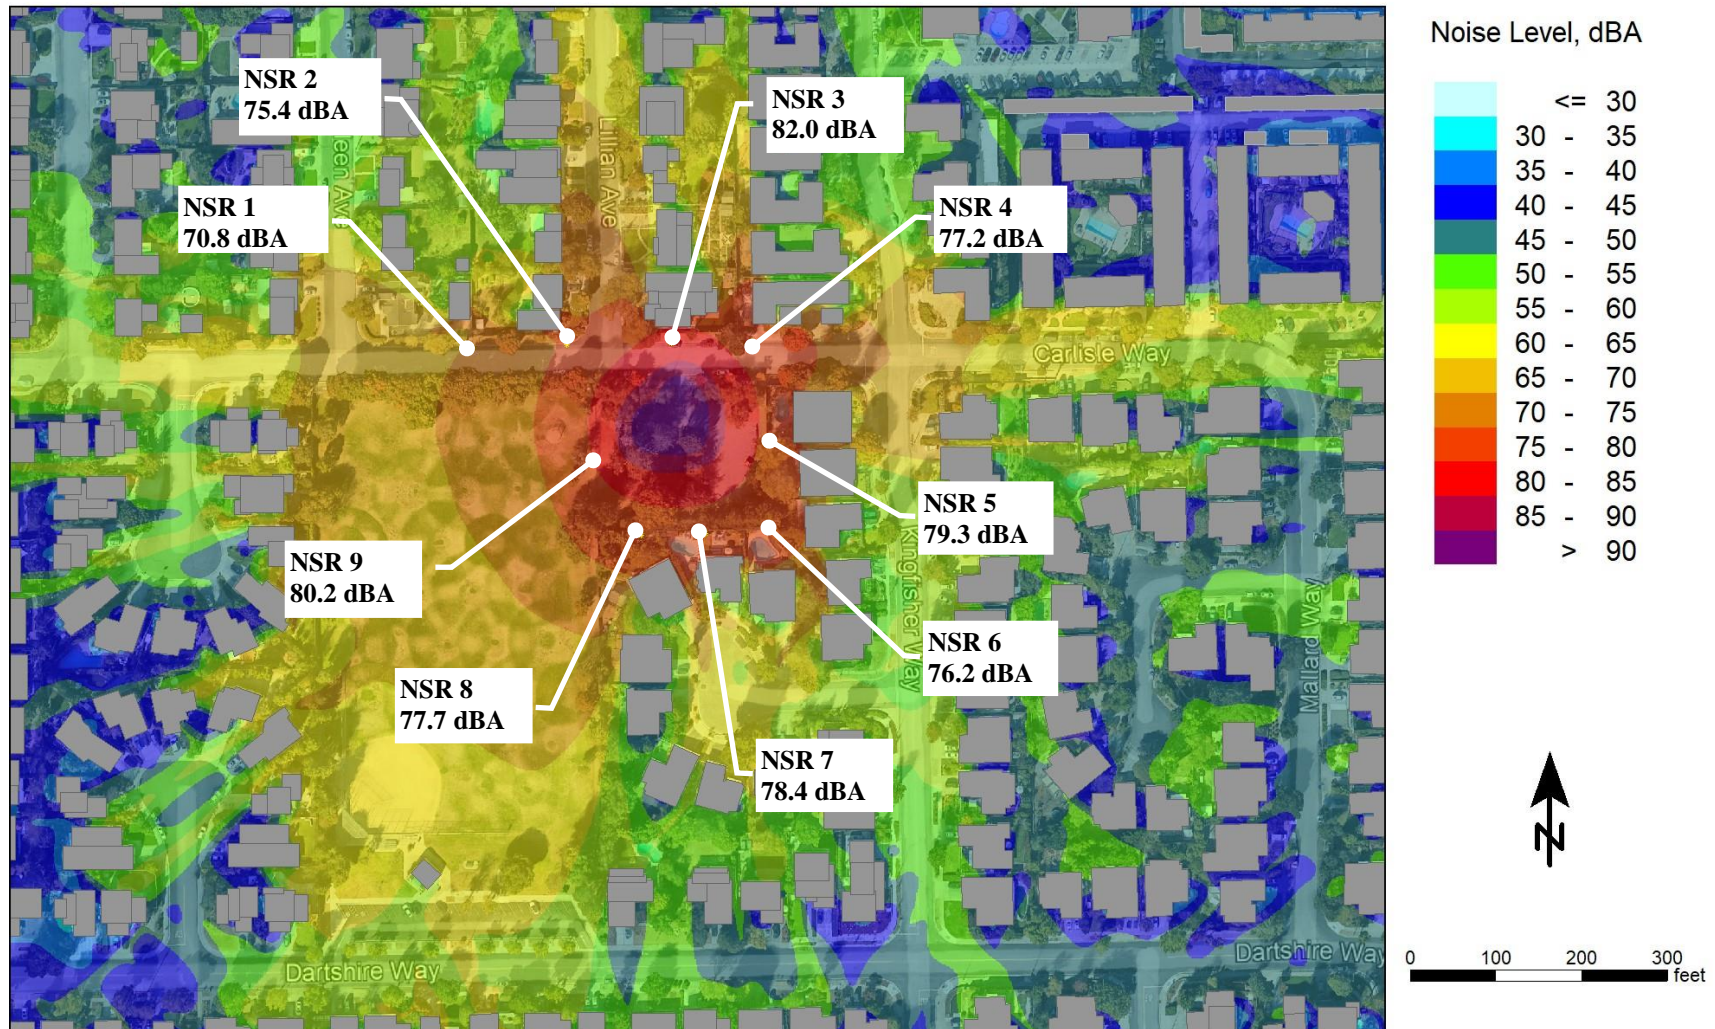 NSR 2
75.4 dBA
NSR 3
82.0 dBA
NSR 1
70.8 dBA
NSR 4
77.2 dBA
NSR 5
79.3 dBA
NSR 9
80.2 dBA
NSR 6
76.2 dBA
NSR 8
77.7 dBA
NSR 7
78.4 dBA
een Ave
Lillian Ave
Carlisle Way
Kingfisher Way
Mallard Way
Dartshire Way
Dartshire Way
Noise Level, dBA
<= 30
30 - 35
35 - 40
40 - 45
45 - 50
50 - 55
55 - 60
60 - 65
65 - 70
70 - 75
75 - 80
80 - 85
85 - 90
> 90
N
0 100 200 300
feet